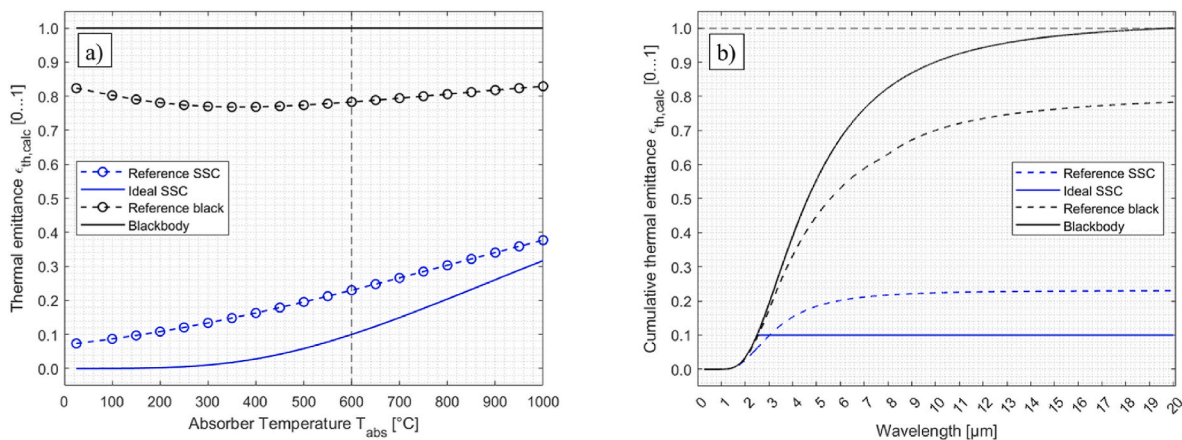 a)
Thermal emittance ϵth,calc [0...1]
1.0
0.9
0.8
0.7
0.6
0.5
0.4
0.3
0.2
0.1
0.0
Reference SSC
Ideal SSC
Reference black
Blackbody
0 100 200 300 400 500 600 700 800 900 1000
Absorber Temperature Tabs [°C]
b)
Cumulative thermal emittance ϵth,calc [0...1]
1.0
0.9
0.8
0.7
0.6
0.5
0.4
0.3
0.2
0.1
0.0
Reference SSC
Ideal SSC
Reference black
Blackbody
0 1 2 3 4 5 6 7 8 9 10 11 12 13 14 15 16 17 18 19 20
Wavelength [µm]